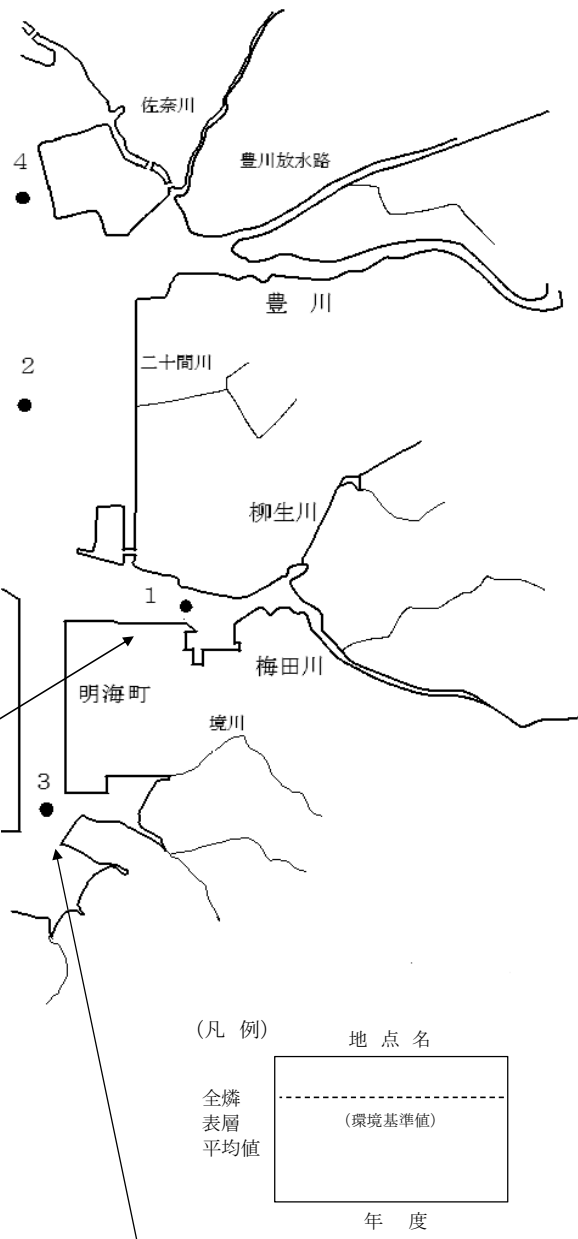 佐奈川
豊川放水路
4
豊 川
2
二十間川
柳生川
1
梅田川
明海町
境川
3
(凡 例)
地 点 名
全燐
表層
平均値
(環境基準値)
年 度